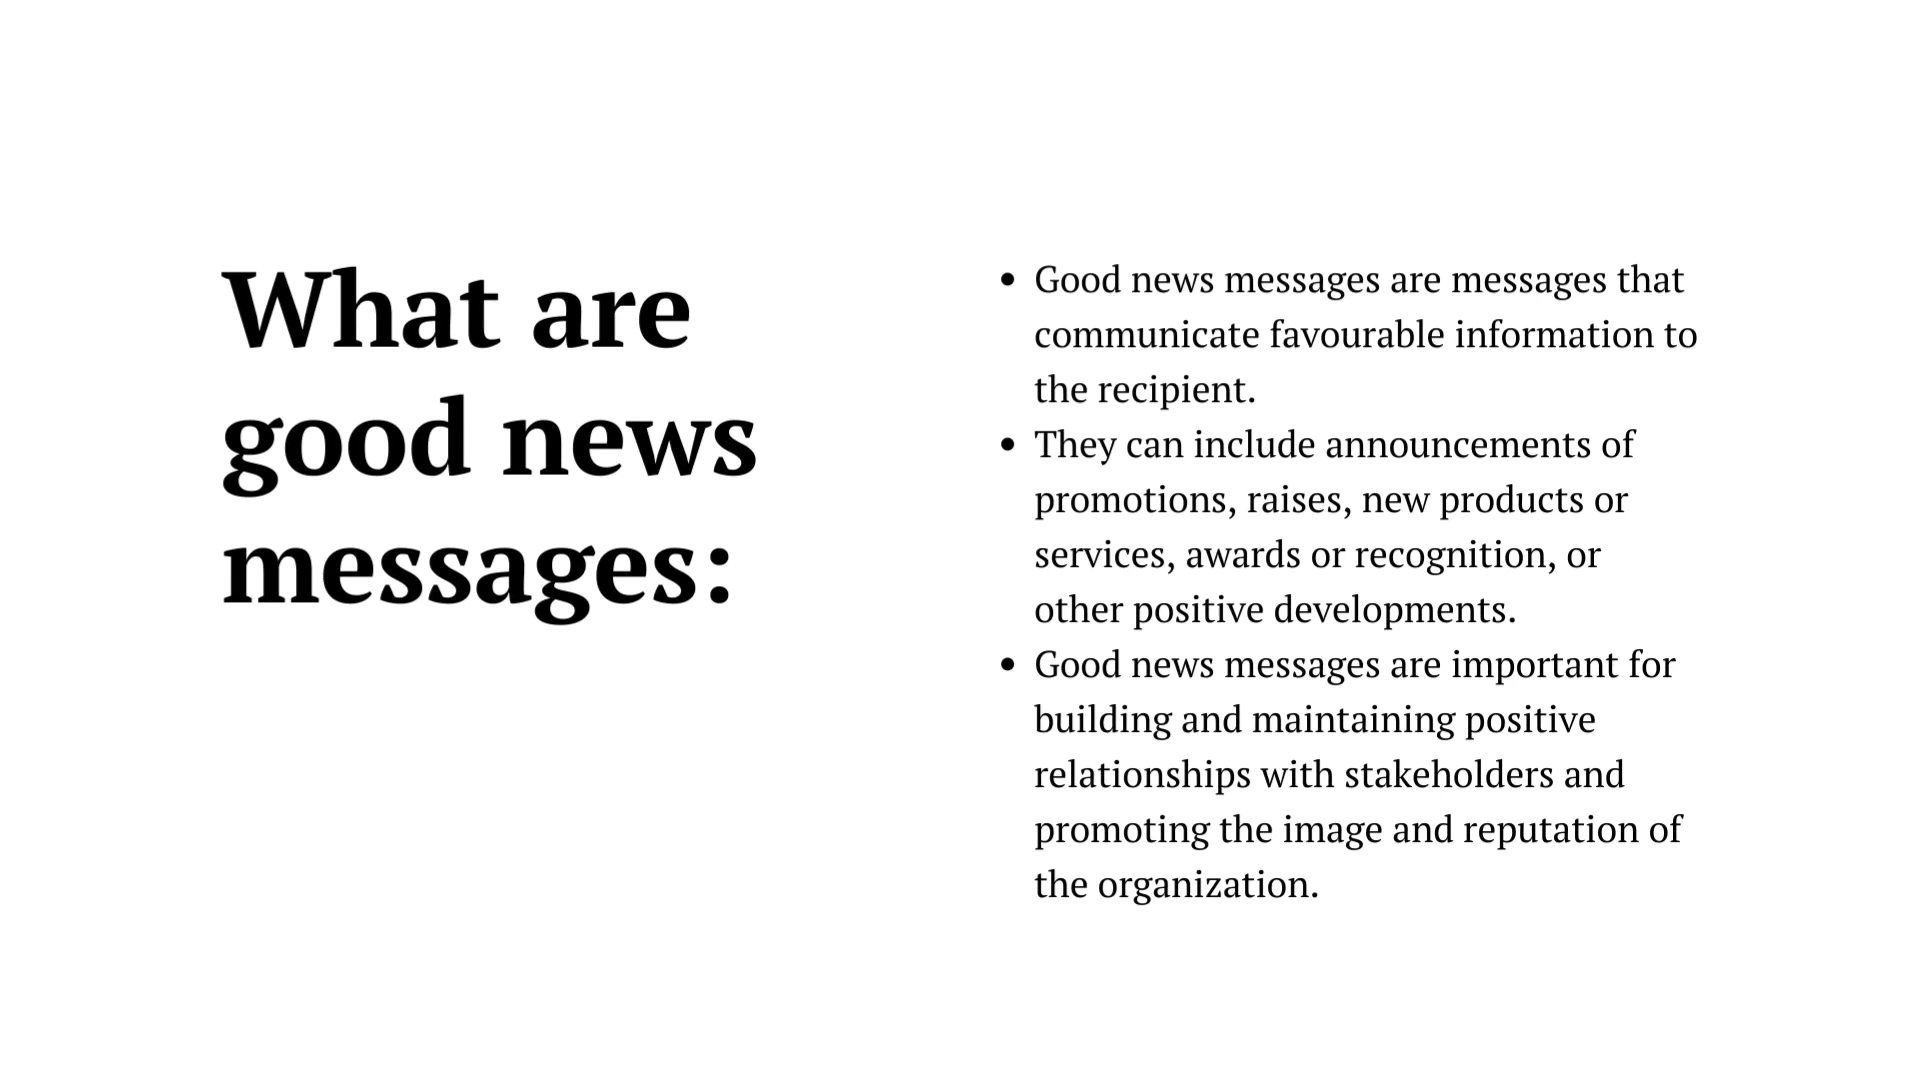 What are
good news
messages:
• Good news messages are messages that
communicate favourable information to
the recipient.
• They can include announcements of
promotions, raises, new products or
services, awards or recognition, or
other positive developments.
• Good news messages are important for
building and maintaining positive
relationships with stakeholders and
promoting the image and reputation of
the organization.